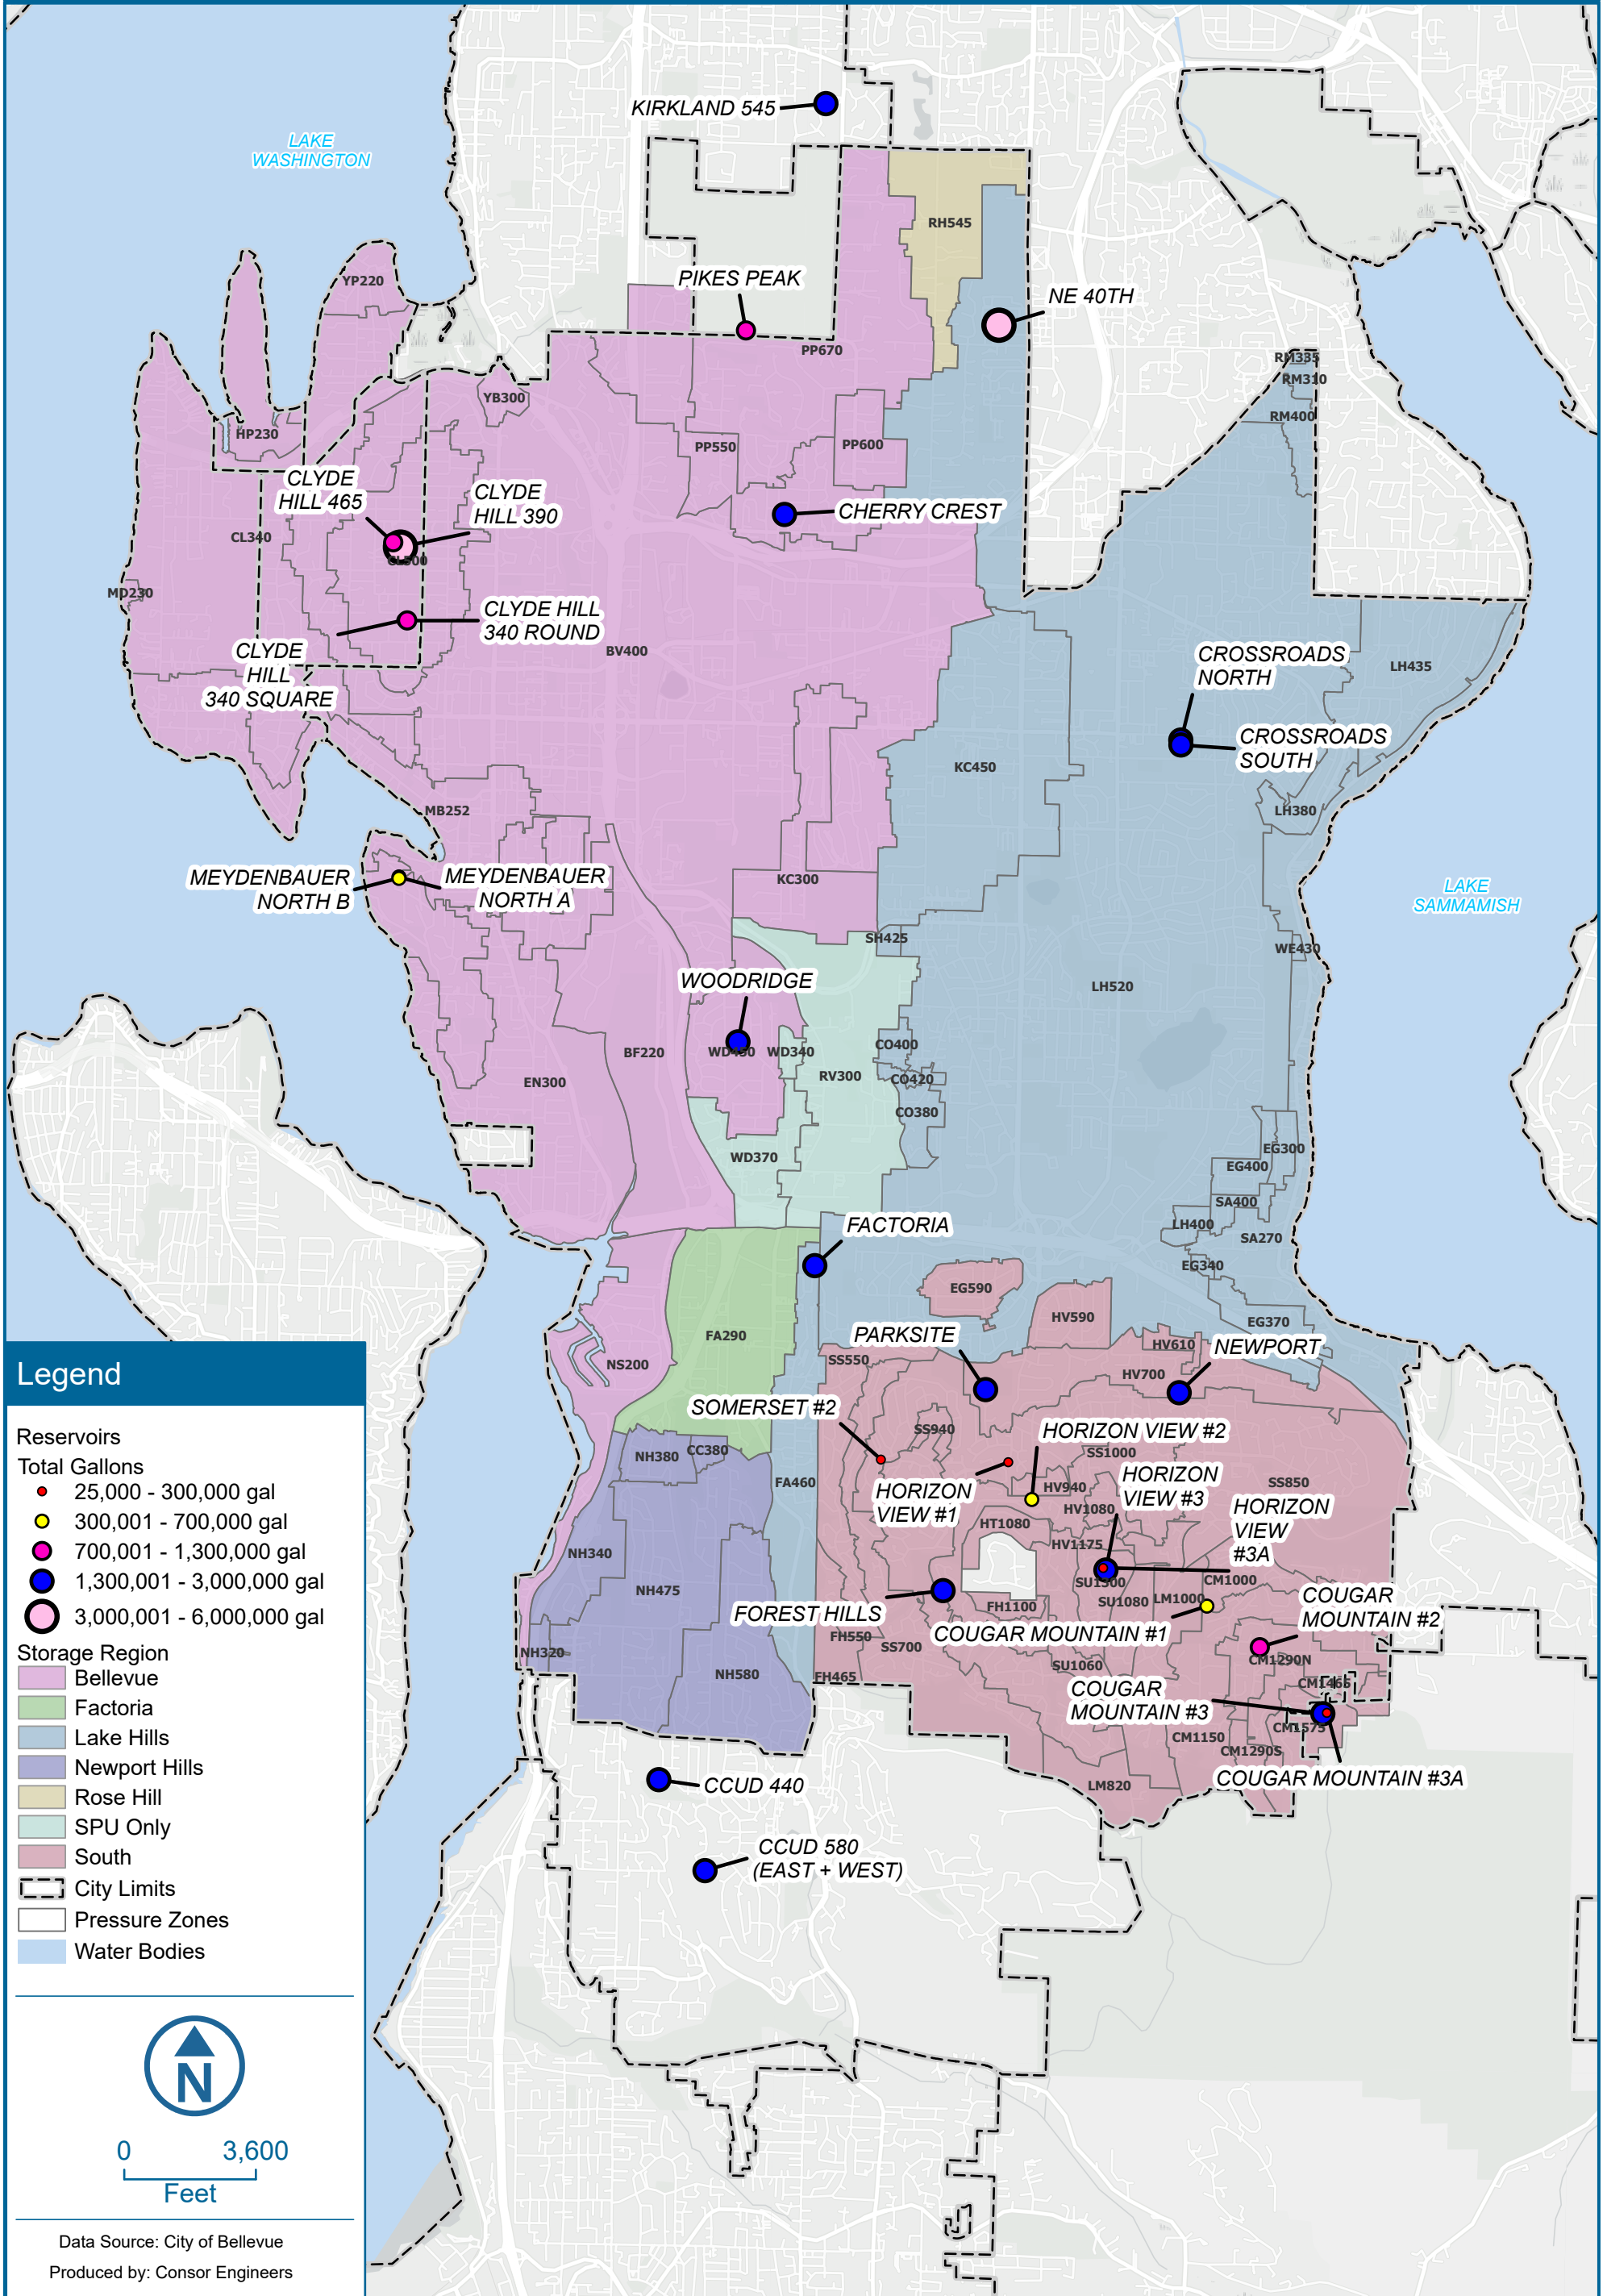 KIRKLAND 545
LAKE
WASHINGTON
RH545
YP220
PIKES PEAK
NE 40TH
PP670
RM335
RM310
RM400
YB300
HP230
PP550
PP600
CLYDE
HILL 465
CLYDE
HILL 390
CHERRY CREST
CL340
CL500
MD230
CLYDE HILL
340 ROUND
CLYDE
HILL
340 SQUARE
BV400
CROSSROADS
NORTH
LH435
CROSSROADS
SOUTH
KC450
MB252
LH380
MEYDENBAUER
NORTH B
MEYDENBAUER
NORTH A
KC300
LAKE
SAMMAMISH
SH425
WE430
WOODRIDGE
LH520
WD450
WD340
CO400
BF220
RV300
CO420
EN300
CO380
EG300
WD370
EG400
SA400
FACTORIA
LH400
SA270
EG340
EG590
HV590
EG370
FA290
PARKSITE
HV610
NEWPORT
SS550
NS200
HV700
SOMERSET #2
SS940
HORIZON VIEW #2
NH380
CC380
SS1000
FA460
HORIZON
VIEW #1
HV940
HORIZON
VIEW #3
SS850
HV1080
HORIZON
VIEW
#3A
HT1080
HV1175
NH340
SU1300
CM1000
NH475
LM1000
SU1080
FH1100
FOREST HILLS
COUGAR MOUNTAIN #1
COUGAR
MOUNTAIN #2
FH550
SS700
NH320
CM1290N
SU1060
NH580
FH465
CM1465
COUGAR
MOUNTAIN #3
CM1575
CM1150
CM1290S
COUGAR MOUNTAIN #3A
LM820
CCUD 440
CCUD 580
(EAST + WEST)
Legend
Reservoirs
Total Gallons
25,000 - 300,000 gal
300,001 - 700,000 gal
700,001 - 1,300,000 gal
1,300,001 - 3,000,000 gal
3,000,001 - 6,000,000 gal
Storage Region
Bellevue
Factoria
Lake Hills
Newport Hills
Rose Hill
SPU Only
South
City Limits
Pressure Zones
Water Bodies
N
0 3,600
Feet
Data Source: City of Bellevue
Produced by: Consor Engineers